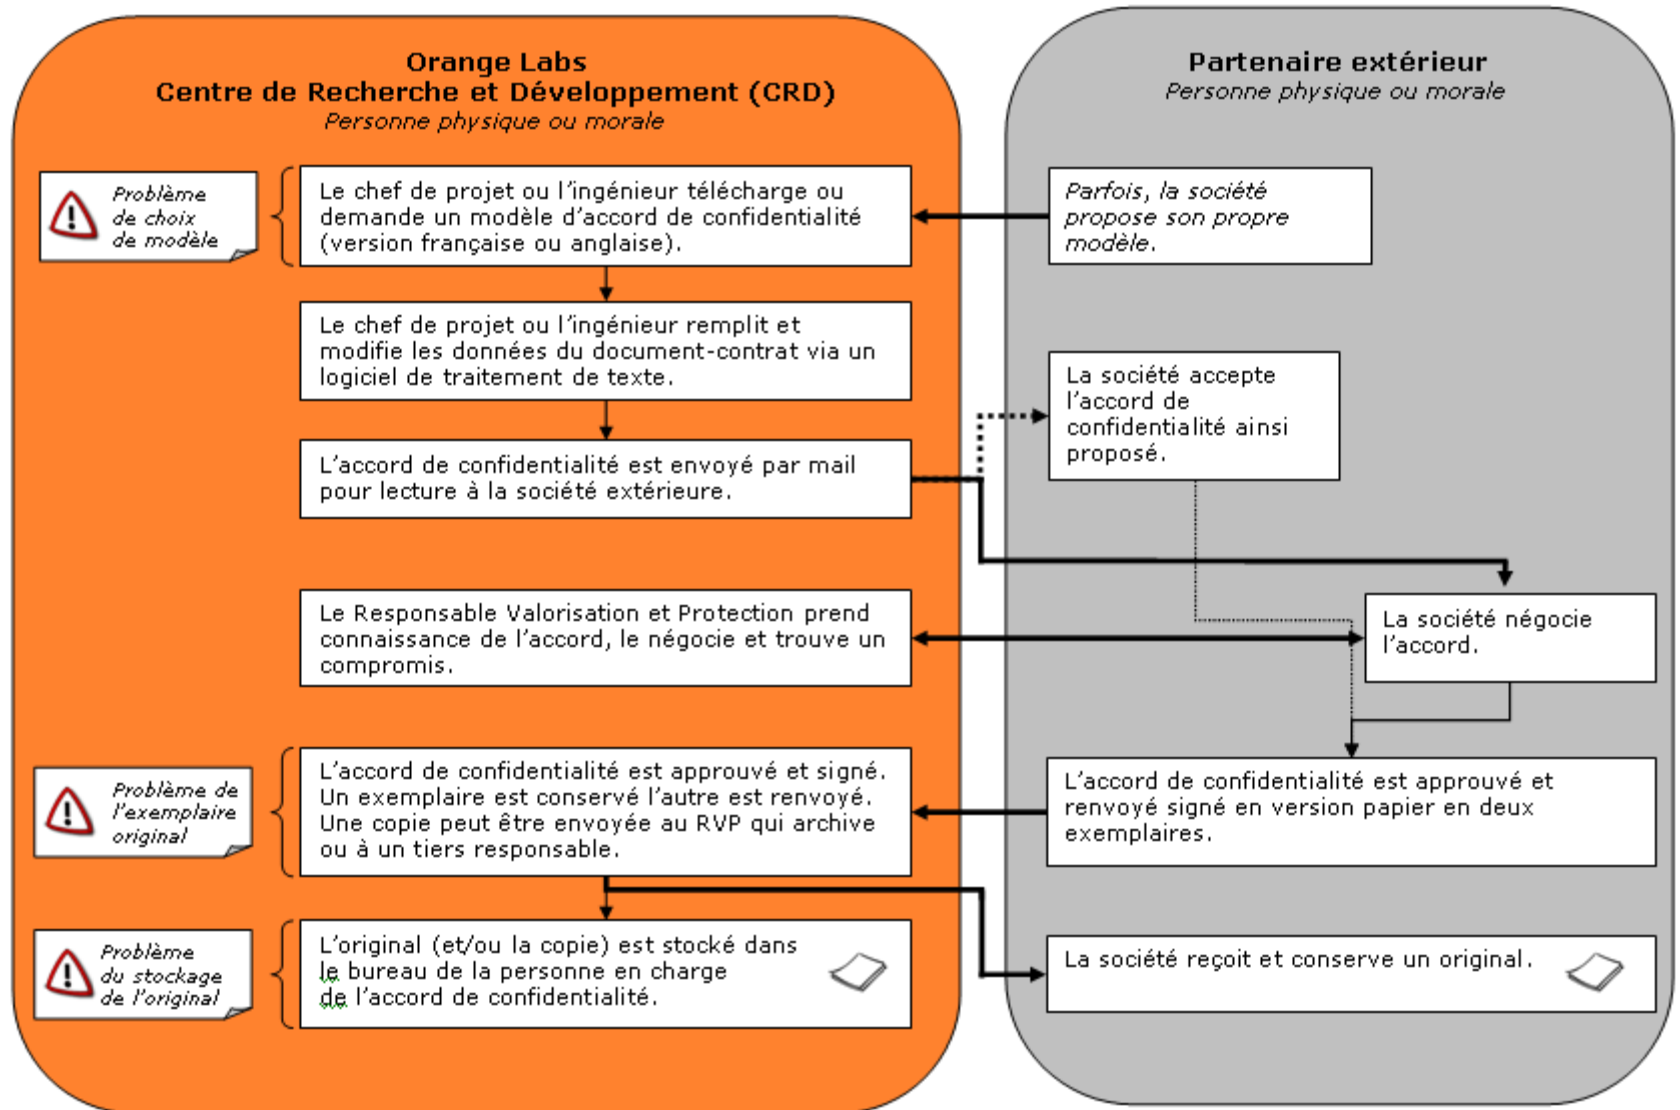 Orange Labs
Centre de Recherche et Développement (CRD)
Personne physique ou morale
Partenaire extérieur
Personne physique ou morale
Problème
de choix
de modèle
Le chef de projet ou l'ingénieur télécharge ou
demande un modèle d'accord de confidentialité
(version française ou anglaise).
Parfois, la société
propose son propre
modèle.
Le chef de projet ou l'ingénieur remplit et
modifie les données du document-contrat via un
logiciel de traitement de texte.
La société accepte
l'accord de
confidentialité ainsi
proposé.
L'accord de confidentialité est envoyé par mail
pour lecture à la société extérieure.
Le Responsable Valorisation et Protection prend
connaissance de l'accord, le négocie et trouve un
compromis.
La société négocie
l'accord.
Problème de
l'exemplaire
original
L'accord de confidentialité est approuvé et signé.
Un exemplaire est conservé l'autre est renvoyé.
Une copie peut être envoyée au RVP qui archive
ou à un tiers responsable.
L'accord de confidentialité est approuvé et
renvoyé signé en version papier en deux
exemplaires.
Problème
du stockage
de l'original
L'original (et/ou la copie) est stocké dans
le bureau de la personne en charge
de l'accord de confidentialité.
La société reçoit et conserve un original.